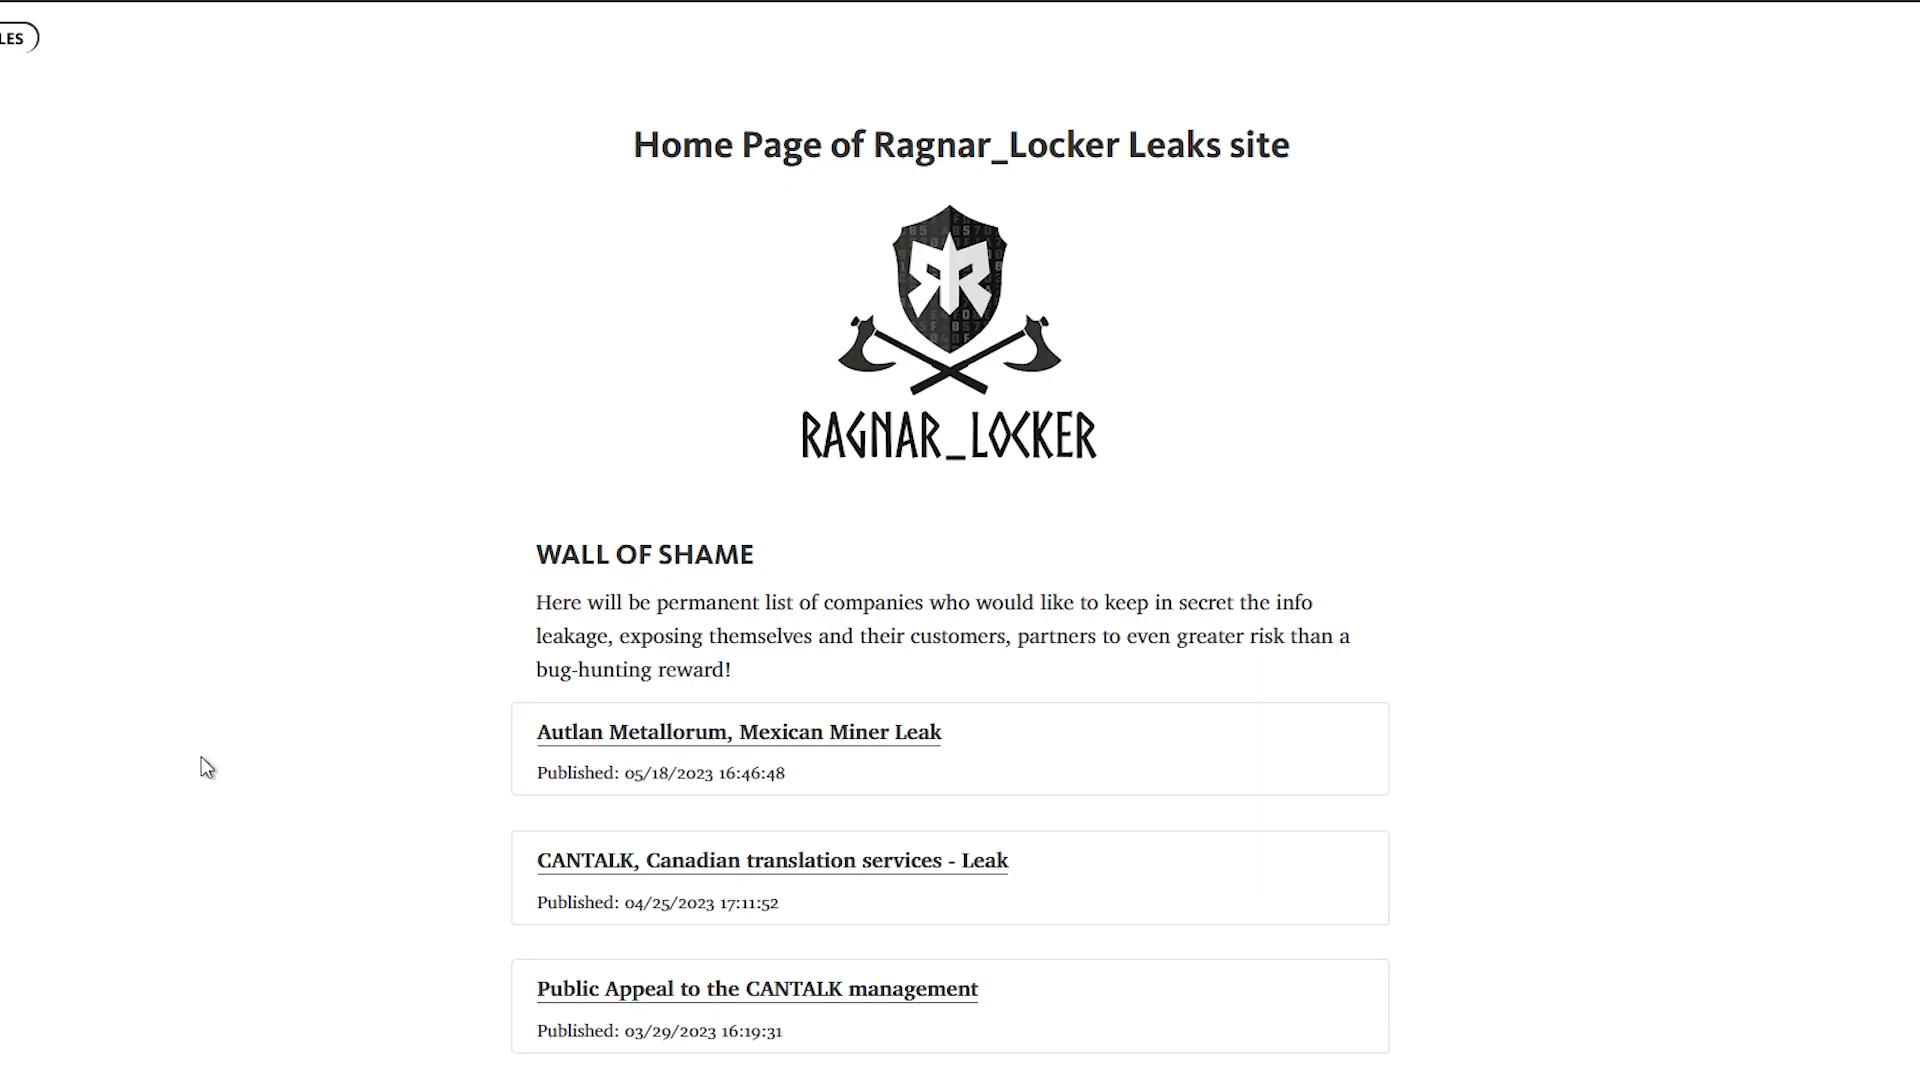 LES
Home Page of Ragnar_Locker Leaks site
RAGNAR_LOCKER
WALL OF SHAME
Here will be permanent list of companies who would like to keep in secret the info
leakage, exposing themselves and their customers, partners to even greater risk than a
bug-hunting reward!
Autlan Metallorum, Mexican Miner Leak
Published: 05/18/2023 16:46:48
CANTALK, Canadian translation services - Leak
Published: 04/25/2023 17:11:52
Public Appeal to the CANTALK management
Published: 03/29/2023 16:19:31